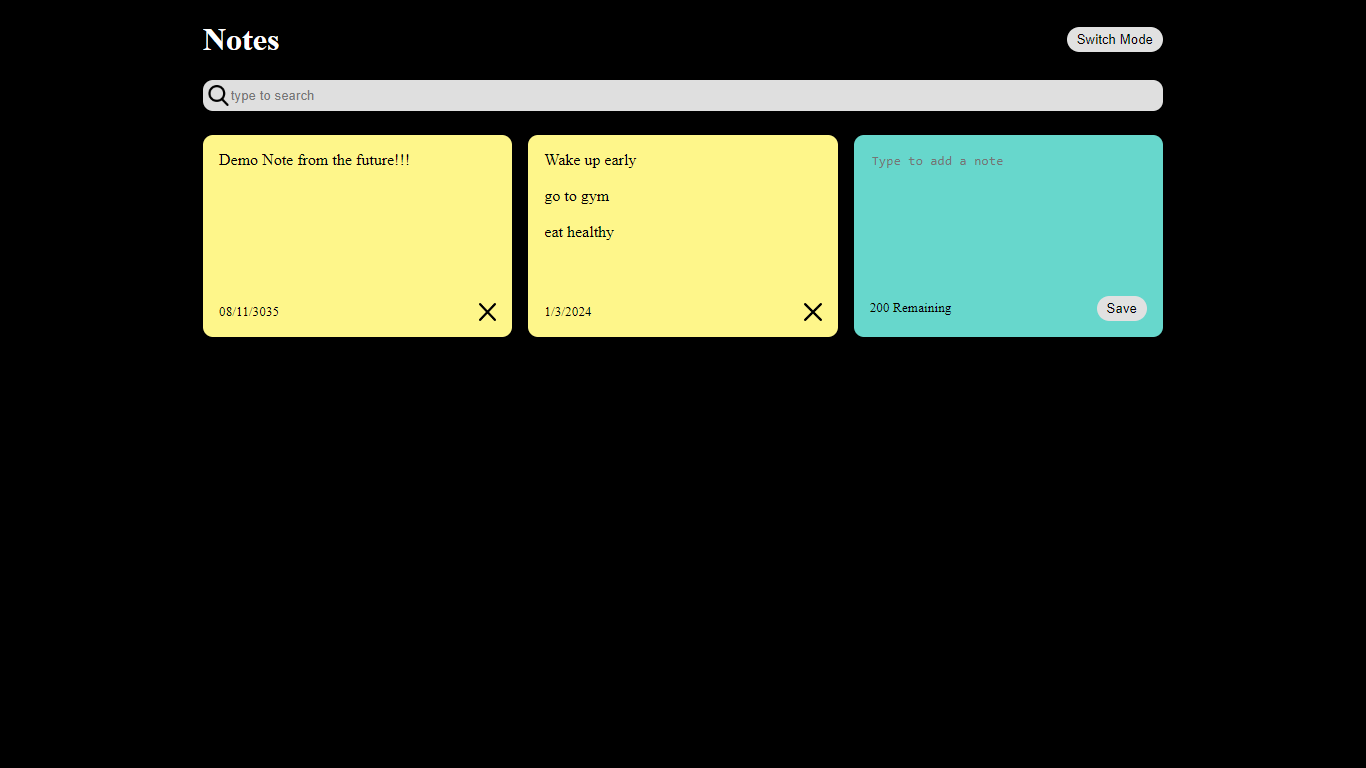 Notes
Switch Mode
type to search
Demo Note from the future!!!
08/11/3035
Wake up early
go to gym
eat healthy
1/3/2024
Type to add a note
200 Remaining
Save